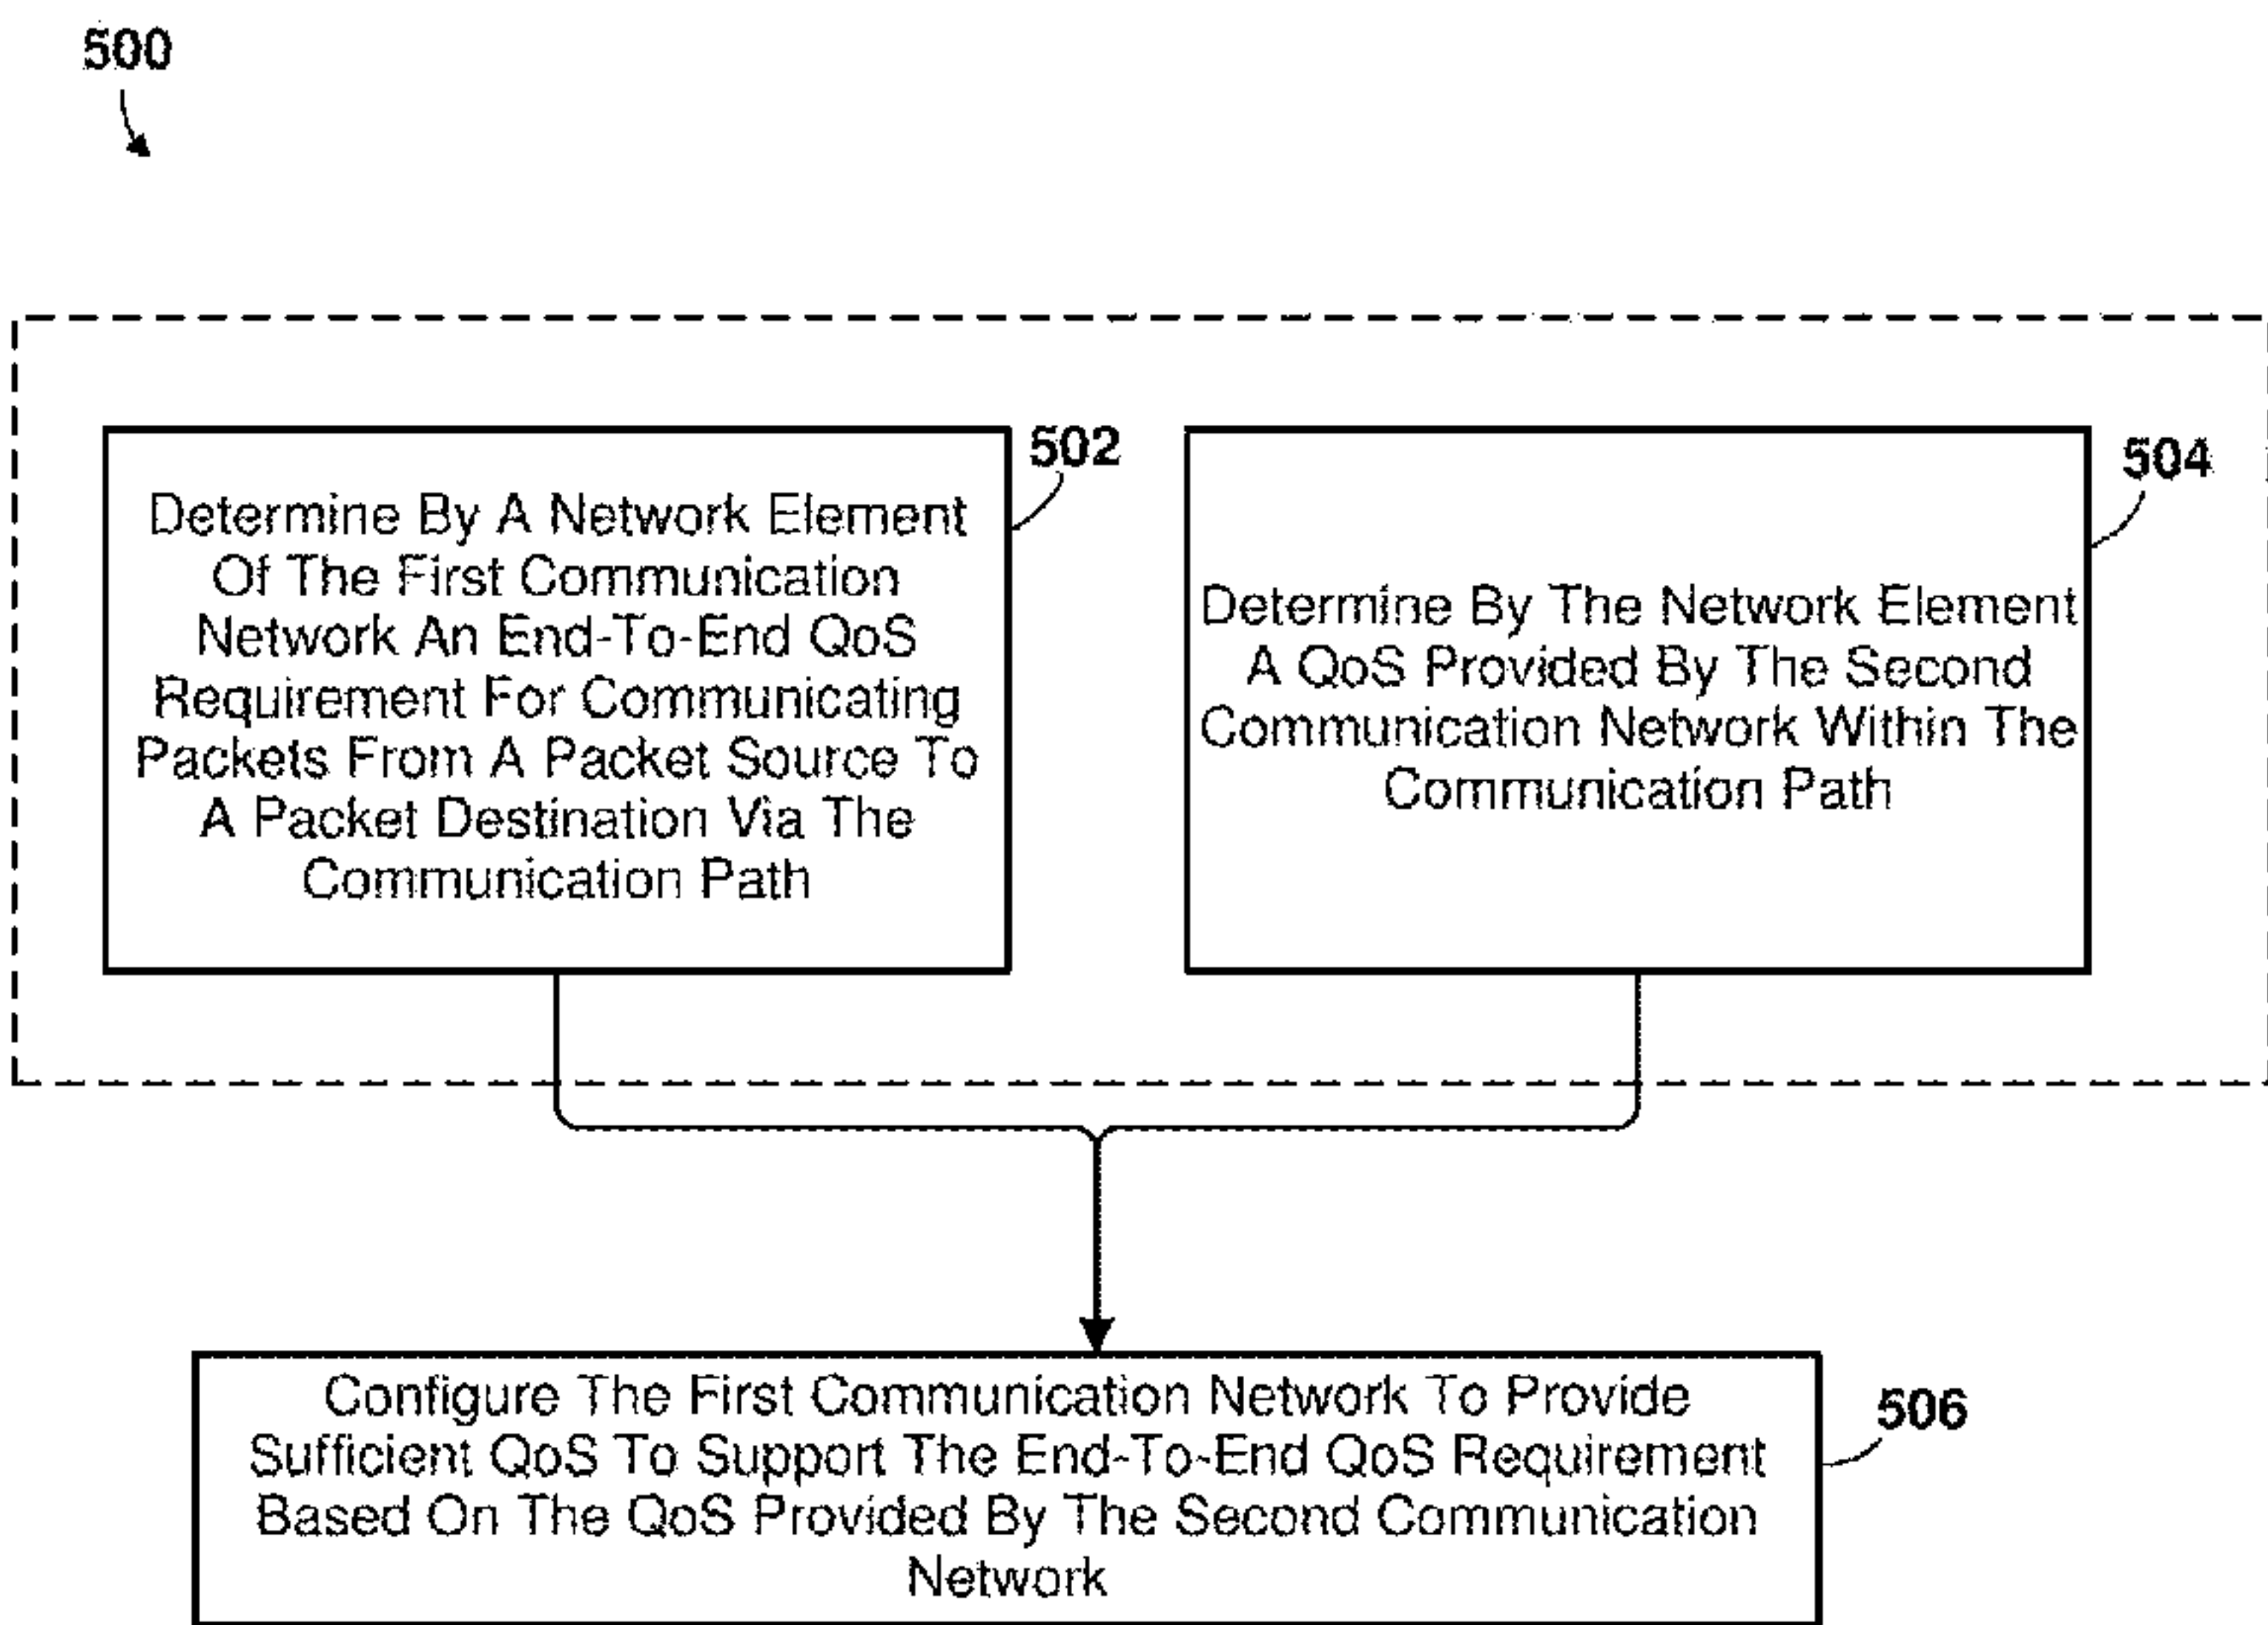 500
502
Determine By A Network Element
Of The First Communication
Network An End-To-End QoS
Requirement For Communicating
Packets From A Packet Source To
A Packet Destination Via The
Communication Path
504
Determine By The Network Element
A QoS Provided By The Second
Communication Network Within The
Communication Path
Configure The First Communication Network To Provide
Sufficient QoS To Support The End-To-End QoS Requirement
Based On The QoS Provided By The Second Communication
Network
506